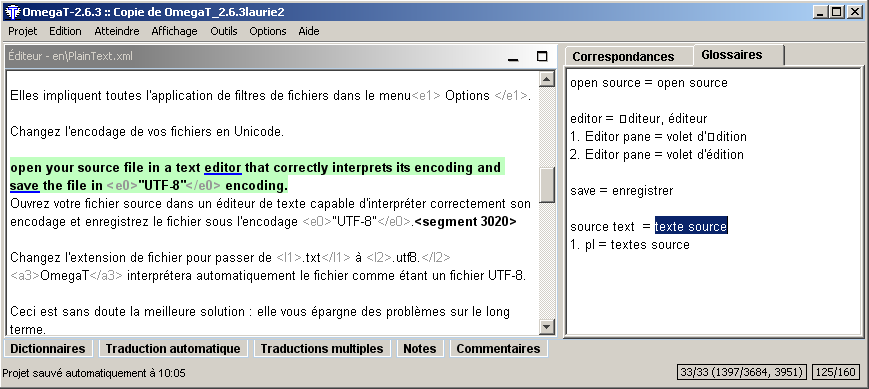 OmegaT-2.6.3 :: Copie de OmegaT_2.6.3laurie2
Projet Edition Atteindre Affichage Outils Options Aide
Éditeur - en\PlainText.xml
Elles impliquent toutes l'application de filtres de fichiers dans le menu<e1> Options </e1>.
Changez l'encodage de vos fichiers en Unicode.
open your source file in a text editor that correctly interprets its encoding and
save the file in <e0>"UTF-8"</e0> encoding.
Ouvrez votre fichier source dans un éditeur de texte capable d'interpréter correctement son
encodage et enregistrez le fichier sous l'encodage <e0>"UTF-8"</e0>.<segment 3020>
Changez l'extension de fichier pour passer de <l1>.txt</l1> à <l2>.utf8.</l2>
<a3>OmegaT</a3> interprétera automatiquement le fichier comme étant un fichier UTF-8.
Ceci est sans doute la meilleure solution : elle vous épargne des problèmes sur le long
terme.
Correspondances Glossaires
open source = open source
editor = □diteur, éditeur
1. Editor pane = volet d'□dition
2. Editor pane = volet d'édition
save = enregistrer
source text = texte source
1. pl = textes source
Dictionnaires Traduction automatique Traductions multiples Notes Commentaires
Projet sauvé automatiquement à 10:05
33/33 (1397/3684, 3951) 125/160